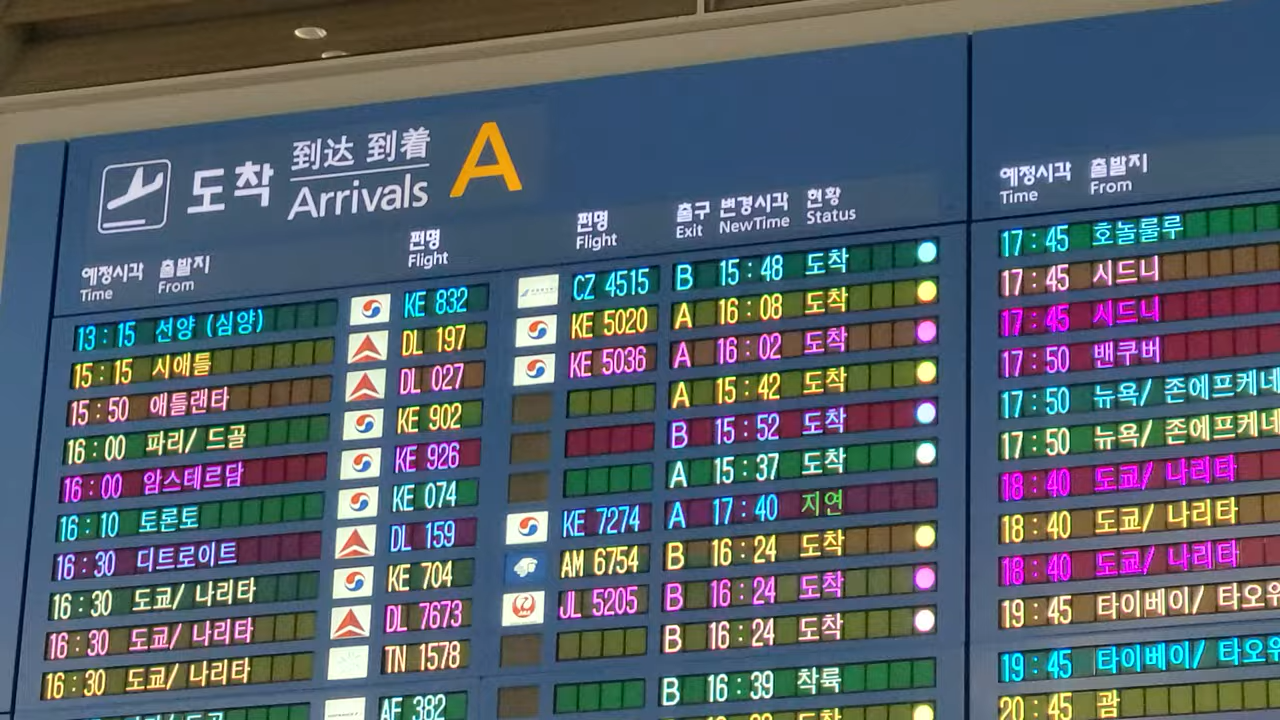 도착 到达 到着 A
Arrivals
예정시각 출발지 편명 편명 출구 변경시각 현황
Time From Flight Flight Exit NewTime Status
13:15 선양 (심양) KE 832 CZ 4515 B 15:48 도착
15:15 시애틀 DL 197 KE 5020 A 16:08 도착
15:50 애틀랜타 DL 027 KE 5036 A 16:02 도착
16:00 파리/ 드골 KE 902 A 15:42 도착
16:00 암스테르담 KE 926 B 15:52 도착
16:10 토론토 KE 074 A 15:37 도착
16:30 디트로이트 DL 159 KE 7274 A 17:40 지연
16:30 도쿄/ 나리타 KE 704 AM 6754 B 16:24 도착
16:30 도쿄/ 나리타 DL 7673 JL 5205 B 16:24 도착
16:30 도쿄/ 나리타 TN 1578 B 16:24 도착
AF 382 B 16:39 착륙
도착
예정시각 출발지
Time From
17:45 호놀룰루
17:45 시드니
17:45 시드니
17:50 밴쿠버
17:50 뉴욕/ 존에프케네
17:50 뉴욕/ 존에프케네
18:40 도쿄/ 나리타
18:40 도쿄/ 나리타
18:40 도쿄/ 나리타
19:45 타이베이/ 타오위
19:45 타이베이/ 타오위
20:45 괌